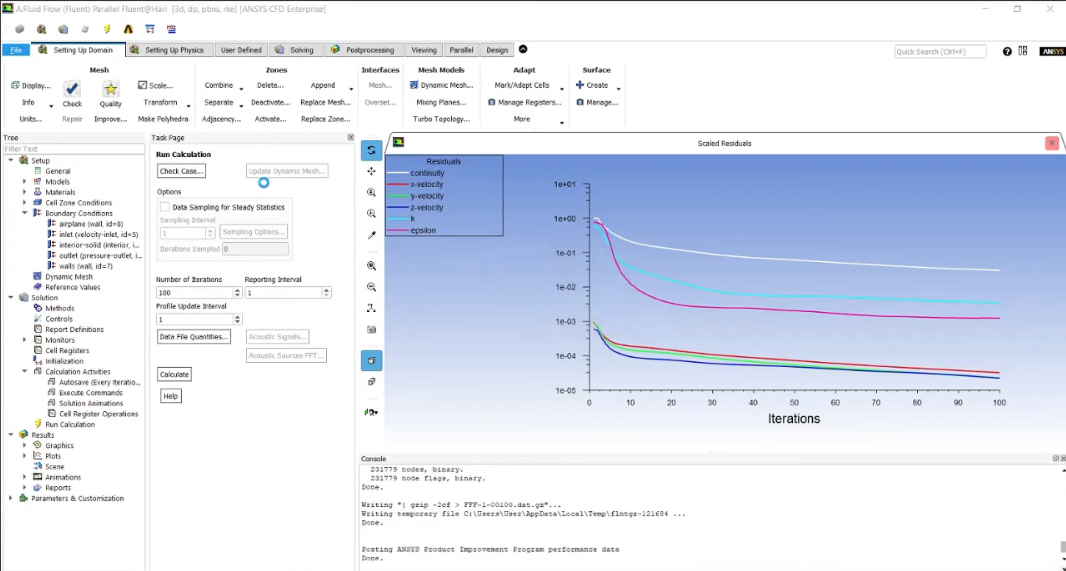 A:Fluid Flow (Fluent) Parallel Fluent@Hari [3d, dp, pbns, rke] [ANSYS CFD Enterprise]
File Setting Up Domain Setting Up Physics User Defined Solving Postprocessing Viewing Parallel Design
Quick Search (Ctrl+F)
ANSYS
Mesh
Display...
Info
Units...
Check
Repair
Quality
Improve...
Scale...
Transform
Make Polyhedra
Zones
Combine
Separate
Adjacency...
Delete...
Deactivate...
Activate...
Append
Replace Mesh...
Replace Zone...
Interfaces
Mesh...
Overset...
Mesh Models
Dynamic Mesh...
Mixing Planes...
Turbo Topology...
Adapt
Mark/Adapt Cells
Manage Registers...
More
Surface
Create
Manage...
Tree
Filter Text
Setup
General
Models
Materials
Cell Zone Conditions
Boundary Conditions
airplane (wall, id=8)
inlet (velocity-inlet, id=5)
interior-solid (interior, i...
outlet (pressure-outlet, i...
walls (wall, id=7)
Dynamic Mesh
Reference Values
Solution
Methods
Controls
Report Definitions
Monitors
Cell Registers
Initialization
Calculation Activities
Autosave (Every Iteratio...
Execute Commands
Solution Animations
Cell Register Operations
Run Calculation
Results
Graphics
Plots
Scene
Animations
Reports
Parameters & Customization
Task Page
Run Calculation
Check Case...
Update Dynamic Mesh...
Options
Data Sampling for Steady Statistics
Sampling Interval
1
Sampling Options...
Iterations Sampled 0
Number of Iterations
100
Reporting Interval
1
Profile Update Interval
1
Data File Quantities...
Acoustic Signals...
Acoustic Sources FFT...
Calculate
Help
Scaled Residuals
Residuals
continuity
x-velocity
y-velocity
z-velocity
k
epsilon
1e+01
1e+00
1e-01
1e-02
1e-03
1e-04
1e-05
0 10 20 30 40 50 60 70 80 90 100
Iterations
Console
231779 nodes, binary.
231779 node flags, binary.
Done.
Writing "| gzip -2cf > FFF-1-00100.dat.gz"...
Writing temporary file C:\Users\User\AppData\Local\Temp\flntgz-121684 ...
Done.
Posting ANSYS Product Improvement Program performance data
Done.